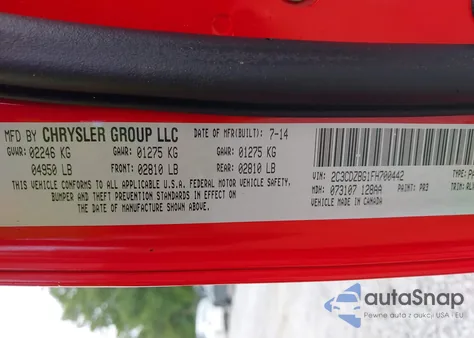 MFD BY CHRYSLER GROUP LLC DATE OF MFR(BUILT): 7-14
GVWR: 02246 KG GAWR: 01275 KG GAWR: 01275 KG
04950 LB FRONT: 02810 LB REAR: 02810 LB
THIS VEHICLE CONFORMS TO ALL APPLICABLE U.S.A. FEDERAL MOTOR VEHICLE SAFETY,
BUMPER AND THEFT PREVENTION STANDARDS IN EFFECT
ON THE DATE OF MANUFACTURE SHOWN ABOVE.
VIN: 2C3CDZBG1FH700442 TYPE:
MDH: 073107 128AA PAINT: PR3 TRIM:
VEHICLE MADE IN CANADA
autoSnap
Pewne auta z aukcji USA - EU